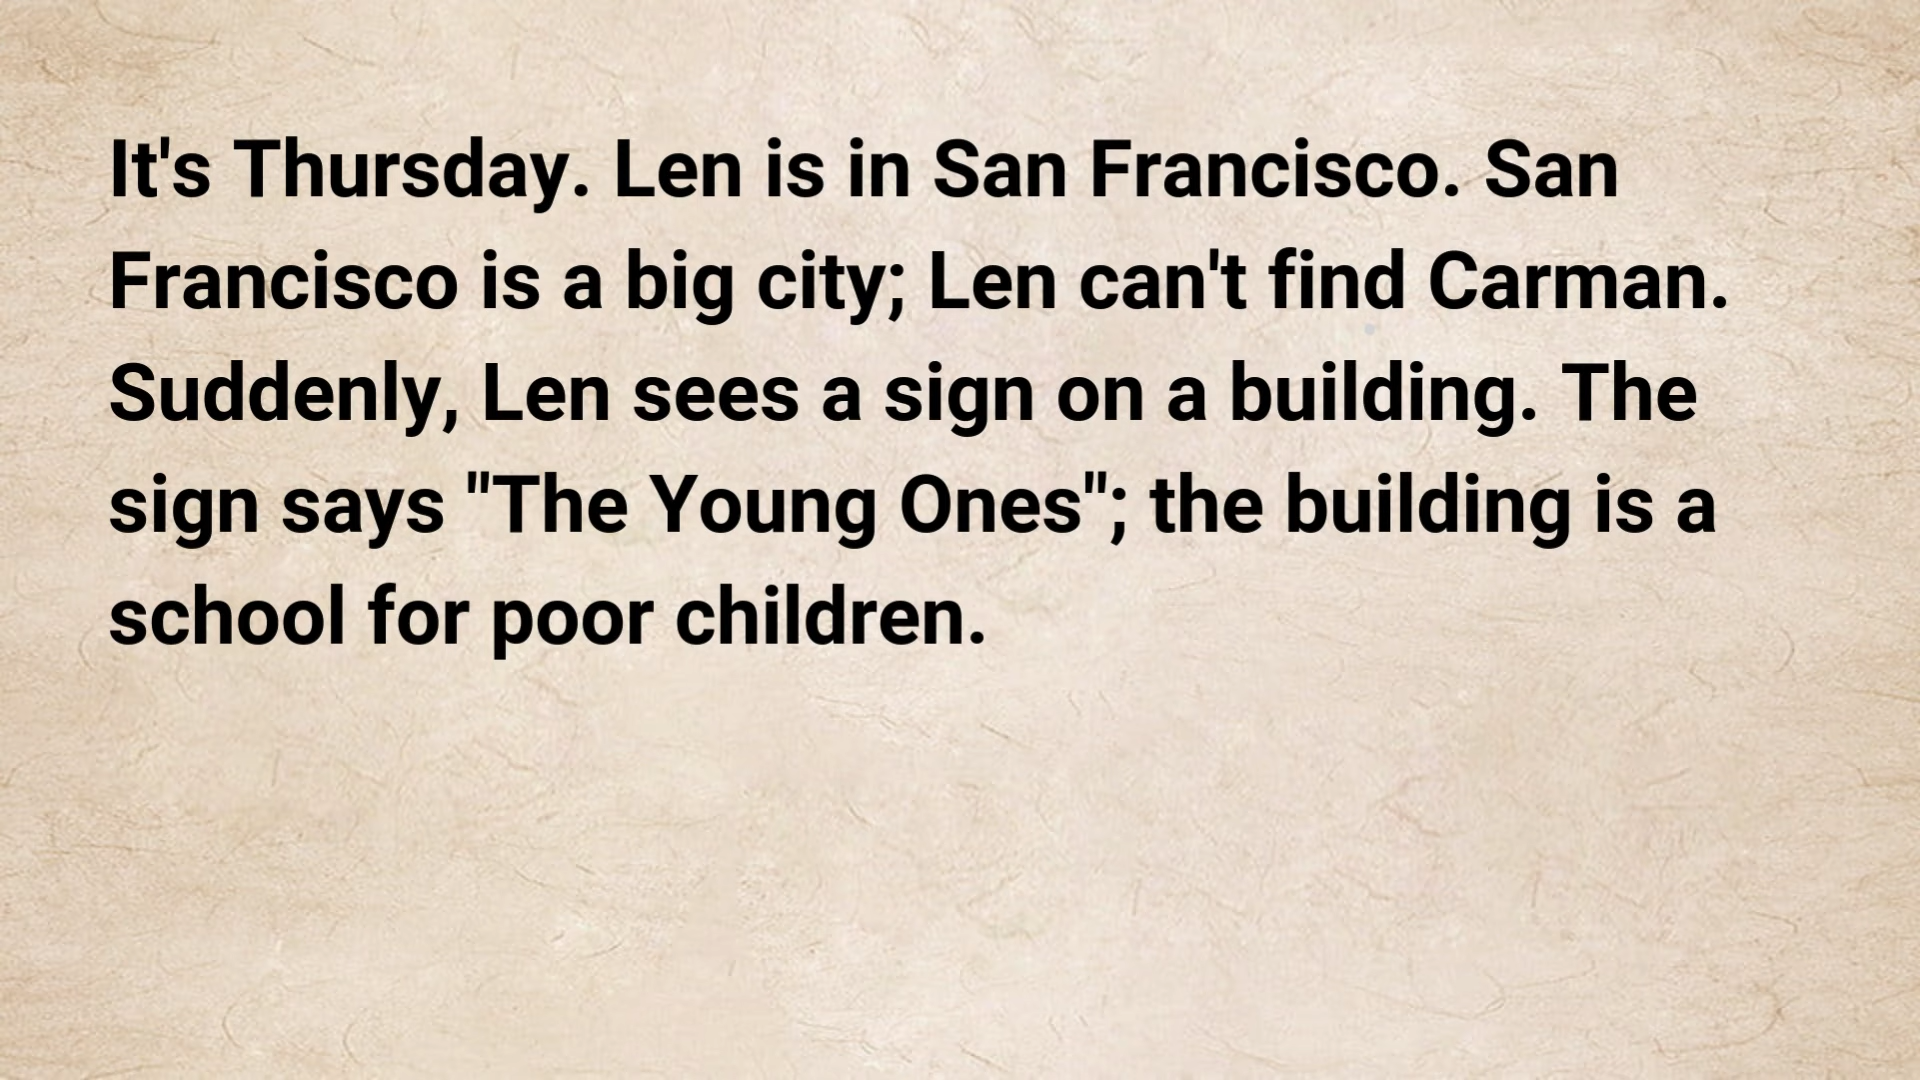 It's Thursday. Len is in San Francisco. San
Francisco is a big city; Len can't find Carman.
Suddenly, Len sees a sign on a building. The
sign says "The Young Ones"; the building is a
school for poor children.